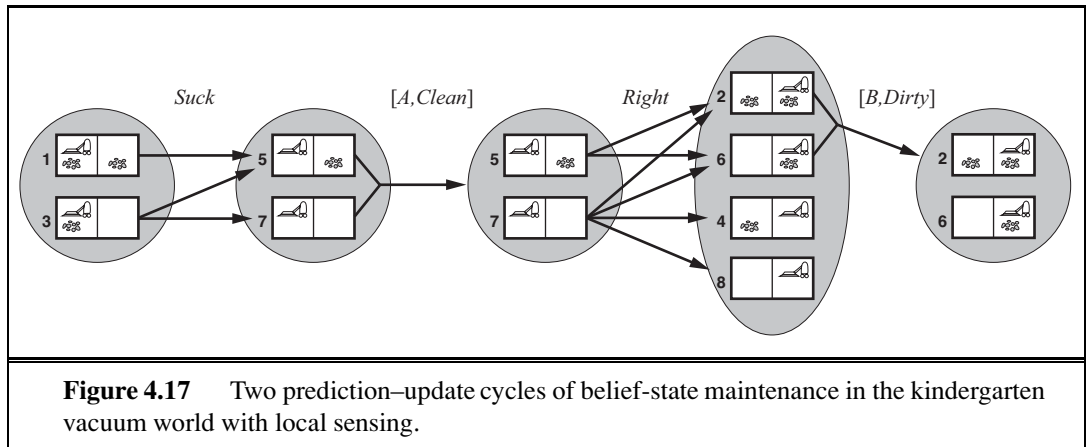 Suck
[A,Clean]
Right
[B,Dirty]
1
3
5
7
5
7
2
6
4
8
2
6
Figure 4.17 Two prediction–update cycles of belief-state maintenance in the kindergarten
vacuum world with local sensing.